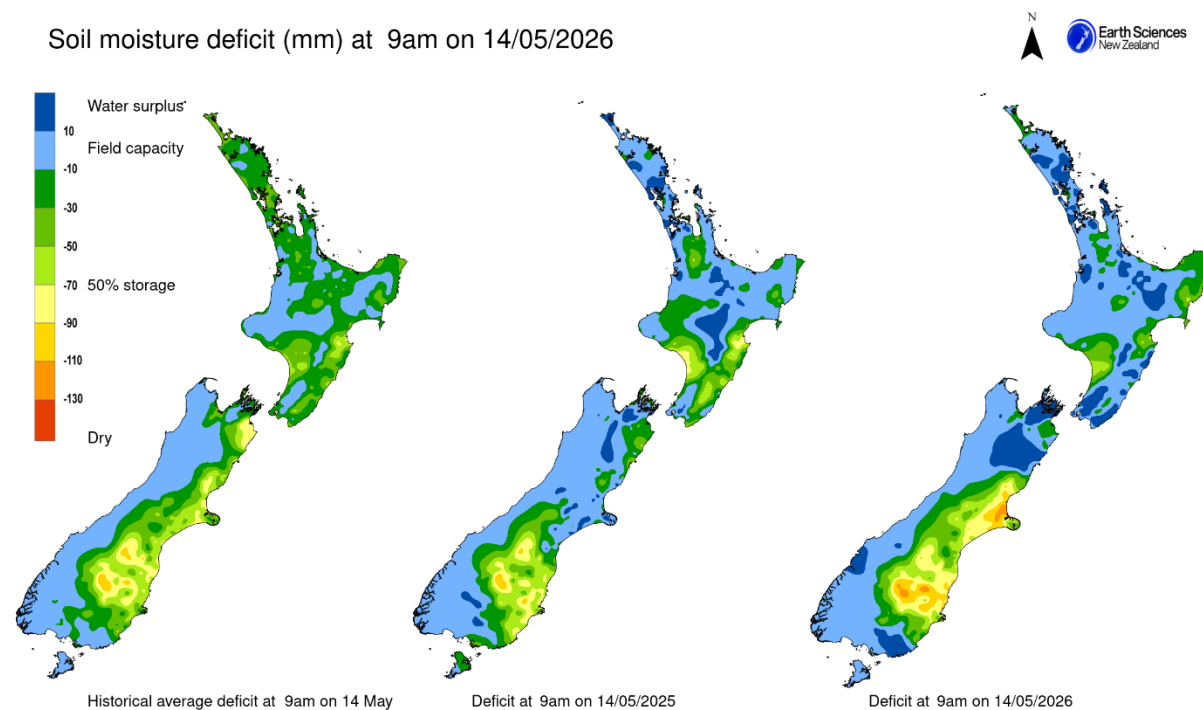 Soil moisture deficit (mm) at 9am on 14/05/2026
N
Earth Sciences
New Zealand
Water surplus
10
Field capacity
-10
-30
-50
50% storage
-70
-90
-110
-130
Dry
Historical average deficit at 9am on 14 May
Deficit at 9am on 14/05/2025
Deficit at 9am on 14/05/2026